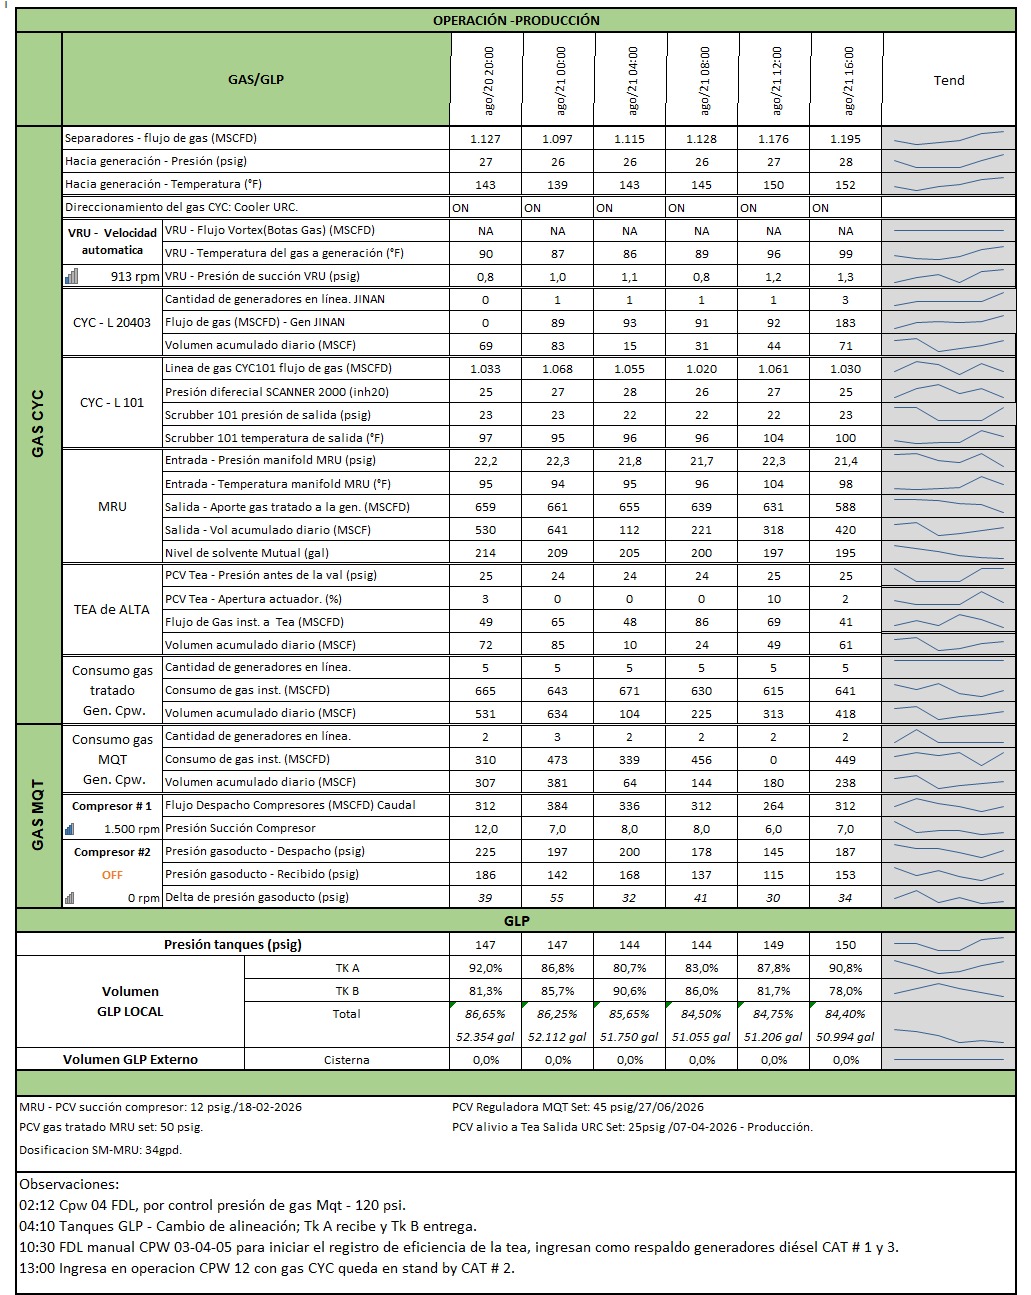 OPERACIÓN -PRODUCCIÓN
GAS/GLP ago/20 20:00 ago/21 00:00 ago/21 04:00 ago/21 08:00 ago/21 12:00 ago/21 16:00 Tend
GAS CYC
Separadores - flujo de gas (MSCFD) 1.127 1.097 1.115 1.128 1.176 1.195
Hacia generación - Presión (psig) 27 26 26 26 27 28
Hacia generación - Temperatura (°F) 143 139 143 145 150 152
Direccionamiento del gas CYC: Cooler URC. ON ON ON ON ON ON
VRU - Velocidad automatica
913 rpm
VRU - Flujo Vortex(Botas Gas) (MSCFD) NA NA NA NA NA NA
VRU - Temperatura del gas a generación (°F) 90 87 86 89 96 99
VRU - Presión de succión VRU (psig) 0,8 1,0 1,1 0,8 1,2 1,3
CYC - L 20403
Cantidad de generadores en línea. JINAN 0 1 1 1 1 3
Flujo de gas (MSCFD) - Gen JINAN 0 89 93 91 92 183
Volumen acumulado diario (MSCF) 69 83 15 31 44 71
CYC - L 101
Linea de gas CYC101 flujo de gas (MSCFD) 1.033 1.068 1.055 1.020 1.061 1.030
Presión diferecial SCANNER 2000 (inh20) 25 27 28 26 27 25
Scrubber 101 presión de salida (psig) 23 23 22 22 22 23
Scrubber 101 temperatura de salida (°F) 97 95 96 96 104 100
MRU
Entrada - Presión manifold MRU (psig) 22,2 22,3 21,8 21,7 22,3 21,4
Entrada - Temperatura manifold MRU (°F) 95 94 95 96 104 98
Salida - Aporte gas tratado a la gen. (MSCFD) 659 661 655 639 631 588
Salida - Vol acumulado diario (MSCF) 530 641 112 221 318 420
Nivel de solvente Mutual (gal) 214 209 205 200 197 195
TEA de ALTA
PCV Tea - Presión antes de la val (psig) 25 24 24 24 25 25
PCV Tea - Apertura actuador. (%) 3 0 0 0 10 2
Flujo de Gas inst. a Tea (MSCFD) 49 65 48 86 69 41
Volumen acumulado diario (MSCF) 72 85 10 24 49 61
Consumo gas tratado Gen. Cpw.
Cantidad de generadores en línea. 5 5 5 5 5 5
Consumo de gas inst. (MSCFD) 665 643 671 630 615 641
Volumen acumulado diario (MSCF) 531 634 104 225 313 418
GAS MQT
Consumo gas MQT Gen. Cpw.
Cantidad de generadores en línea. 2 3 2 2 2 2
Consumo de gas inst. (MSCFD) 310 473 339 456 0 449
Volumen acumulado diario (MSCF) 307 381 64 144 180 238
Compresor # 1
1.500 rpm
Flujo Despacho Compresores (MSCFD) Caudal 312 384 336 312 264 312
Presión Succión Compresor 12,0 7,0 8,0 8,0 6,0 7,0
Compresor #2
OFF
0 rpm
Presión gasoducto - Despacho (psig) 225 197 200 178 145 187
Presión gasoducto - Recibido (psig) 186 142 168 137 115 153
Delta de presión gasoducto (psig) 39 55 32 41 30 34
GLP
Presión tanques (psig) 147 147 144 144 149 150
Volumen
GLP LOCAL
TK A 92,0% 86,8% 80,7% 83,0% 87,8% 90,8%
TK B 81,3% 85,7% 90,6% 86,0% 81,7% 78,0%
Total 86,65% 86,25% 85,65% 84,50% 84,75% 84,40%
52.354 gal 52.112 gal 51.750 gal 51.055 gal 51.206 gal 50.994 gal
Volumen GLP Externo Cisterna 0,0% 0,0% 0,0% 0,0% 0,0% 0,0%
MRU - PCV succión compresor: 12 psig./18-02-2026 PCV Reguladora MQT Set: 45 psig/27/06/2026
PCV gas tratado MRU set: 50 psig. PCV alivio a Tea Salida URC Set: 25psig /07-04-2026 - Producción.
Dosificacion SM-MRU: 34gpd.
Observaciones:
02:12 Cpw 04 FDL, por control presión de gas Mqt - 120 psi.
04:10 Tanques GLP - Cambio de alineación; Tk A recibe y Tk B entrega.
10:30 FDL manual CPW 03-04-05 para iniciar el registro de eficiencia de la tea, ingresan como respaldo generadores diésel CAT # 1 y 3.
13:00 Ingresa en operacion CPW 12 con gas CYC queda en stand by CAT # 2.